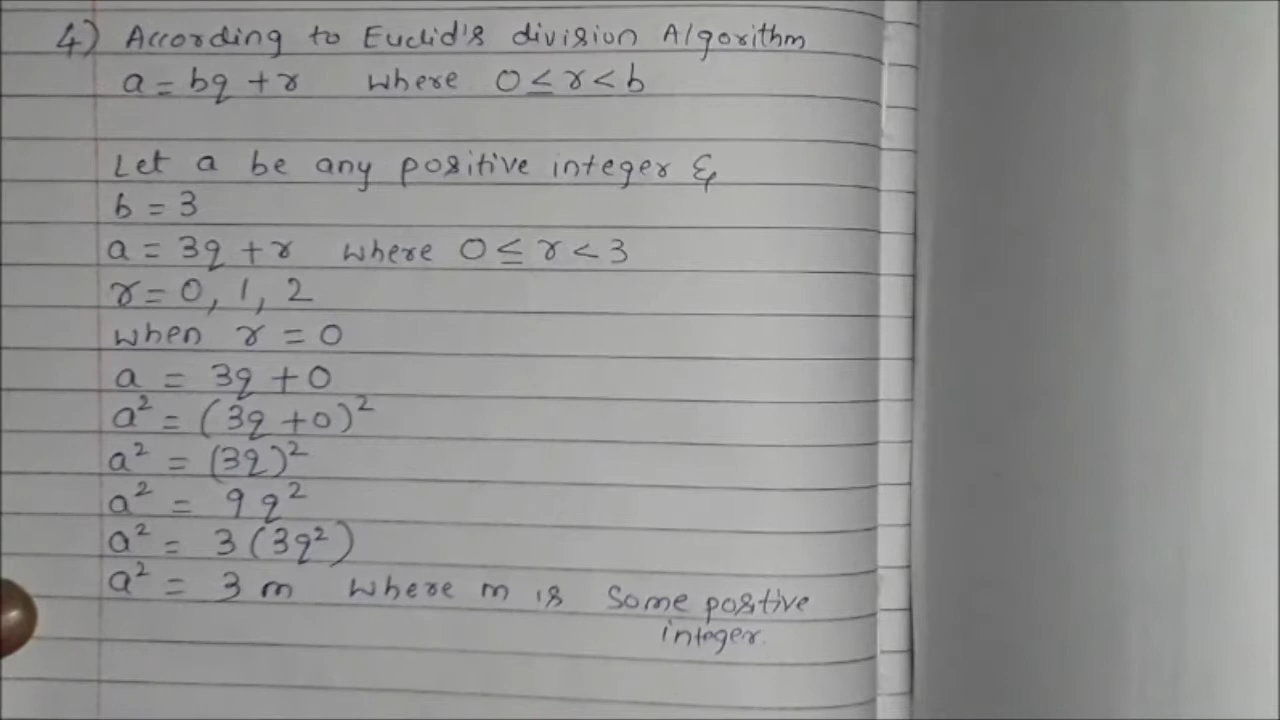 4) According to Euclid's division Algorithm
a = bq + r where 0 ≤ r < b
Let a be any positive integer &
b = 3
a = 3q + r where 0 ≤ r < 3
r = 0, 1, 2
when r = 0
a = 3q + 0
a² = (3q + 0)²
a² = (3q)²
a² = 9q²
a² = 3(3q²)
a² = 3m where m is some positive
integer.